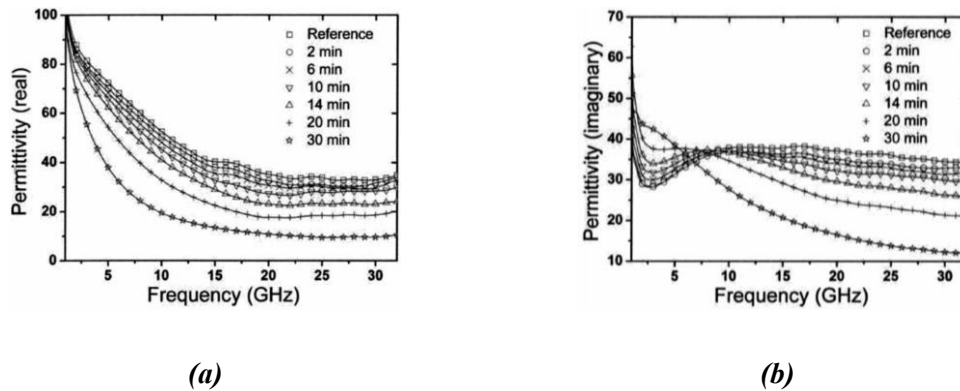 100
80
60
40
20
0
Permittivity (real)
5 10 15 20 25 30
Frequency (GHz)
Reference
2 min
6 min
10 min
14 min
20 min
30 min
(a)
70
60
50
40
30
20
10
Permittivity (imaginary)
5 10 15 20 25 30
Frequency (GHz)
Reference
2 min
6 min
10 min
14 min
20 min
30 min
(b)